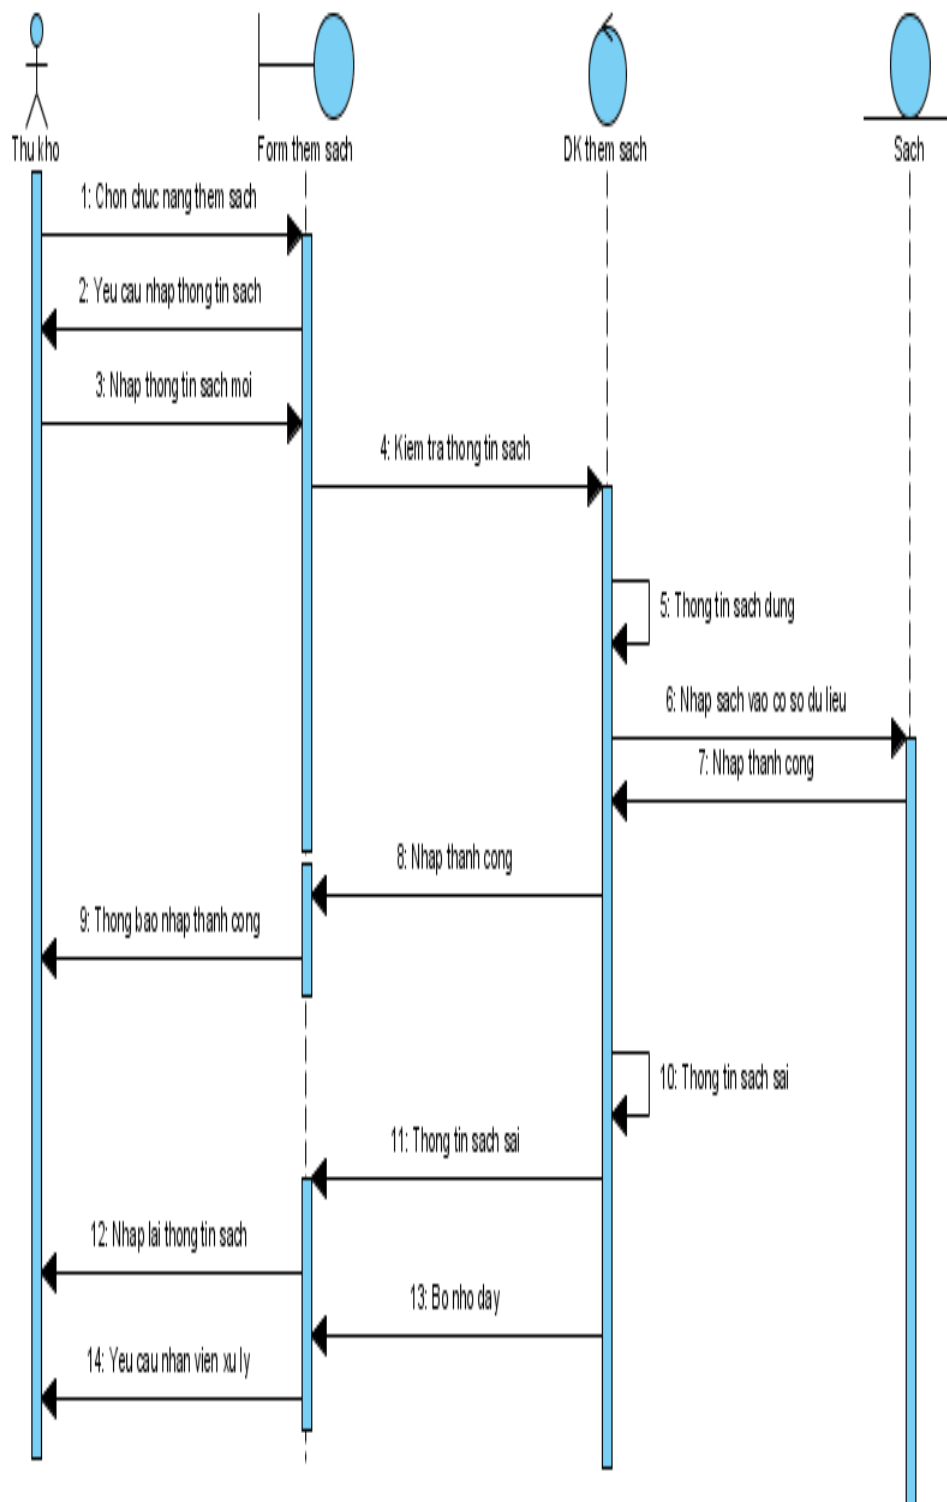 Thu kho
Form them sach
DK them sach
Sach
1: Chon chuc nang them sach
2: Yeu cau nhap thong tin sach
3: Nhap thong tin sach moi
4: Kiem tra thong tin sach
5: Thong tin sach dung
6: Nhap sach vao co so du lieu
7: Nhap thanh cong
8: Nhap thanh cong
9: Thong bao nhap thanh cong
10: Thong tin sach sai
11: Thong tin sach sai
12: Nhap lai thong tin sach
13: Bo nho day
14: Yeu cau nhan vien xu ly